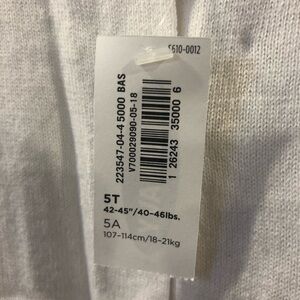 5610-0012
223547-04-4 5000 BAS
V700029090-05-18
1 26243 35000 6
5T
42-45"/40-46lbs.
5A
107-114cm/18-21kg